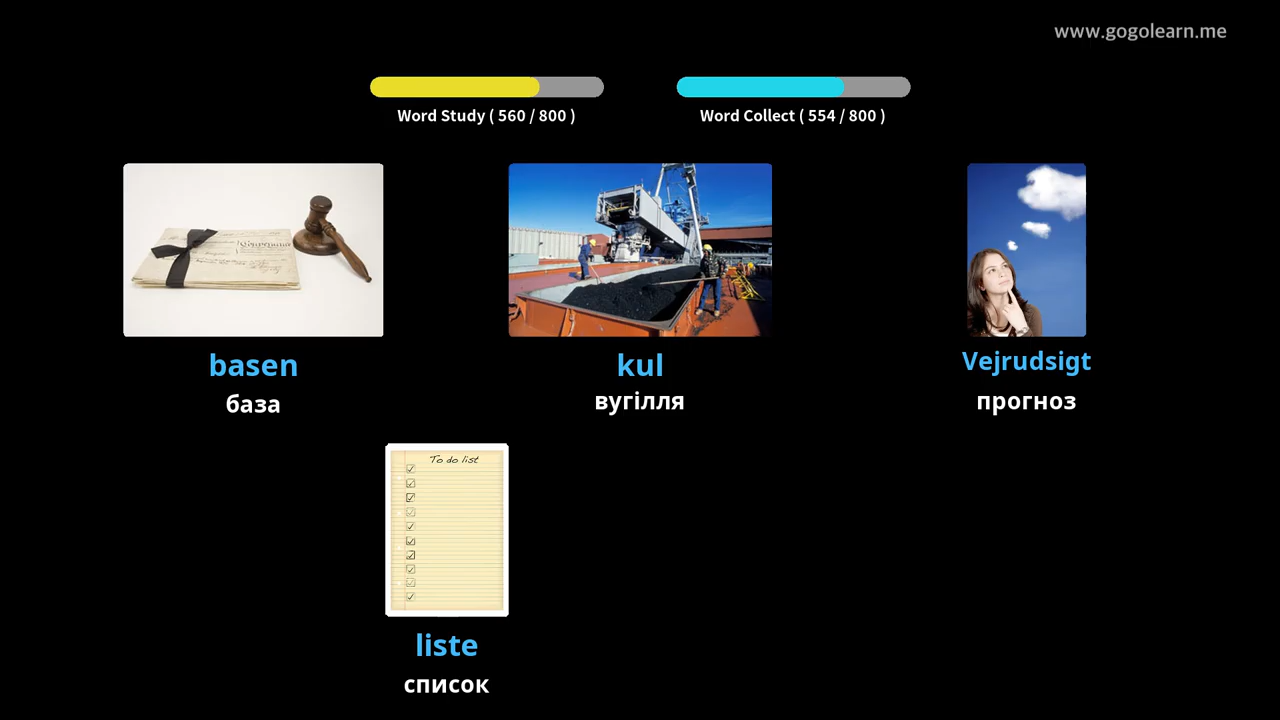 www.gogolearn.me
Word Study ( 560 / 800 )
Word Collect ( 554 / 800 )
basen
база
kul
вугілля
Vejrudsigt
прогноз
To do list
liste
список